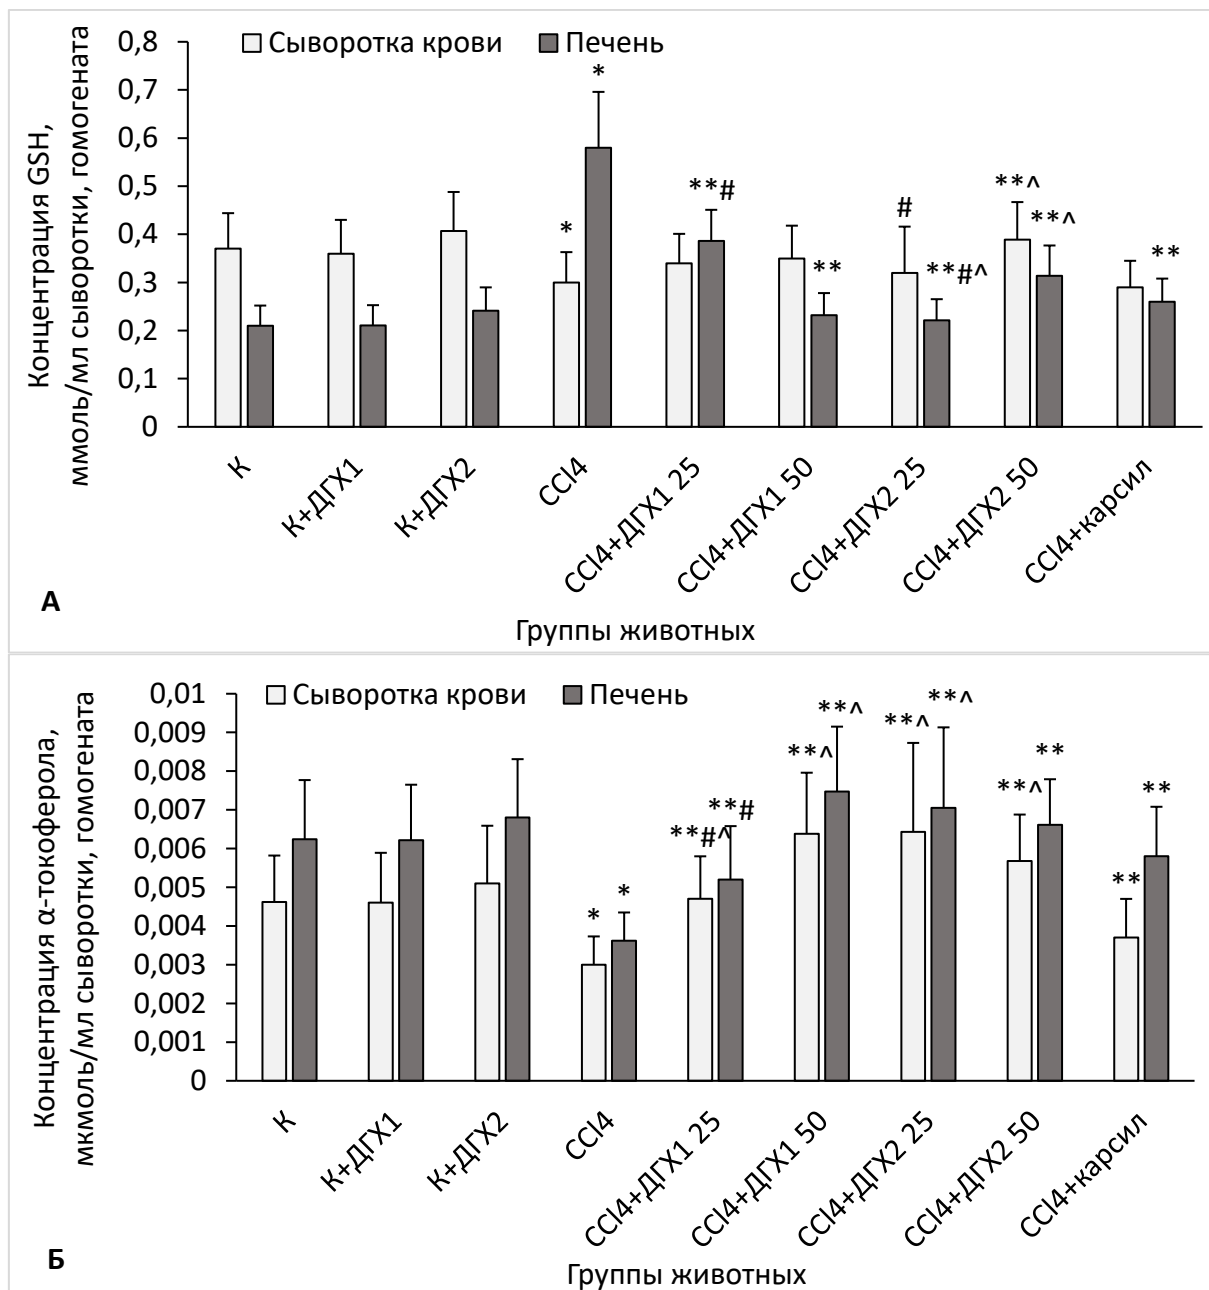 Концентрация GSH,
ммоль/мл сыворотки, гомогената
0,8
0,7
0,6
0,5
0,4
0,3
0,2
0,1
0
Сыворотка крови
Печень
*
*
**#
**
#
**#^
**^
**^
**
К
К+ДГХ1
К+ДГХ2
CCl4
CCl4+ДГХ1 25
CCl4+ДГХ1 50
CCl4+ДГХ2 25
CCl4+ДГХ2 50
CCl4+карсил
А
Группы животных
Концентрация α-токоферола,
мкмоль/мл сыворотки, гомогената
0,01
0,009
0,008
0,007
0,006
0,005
0,004
0,003
0,002
0,001
0
Сыворотка крови
Печень
*
*
**#^
**#
**^
**^
**^
**^
**^
**
**
**
К
К+ДГХ1
К+ДГХ2
CCl4
CCl4+ДГХ1 25
CCl4+ДГХ1 50
CCl4+ДГХ2 25
CCl4+ДГХ2 50
CCl4+карсил
Б
Группы животных